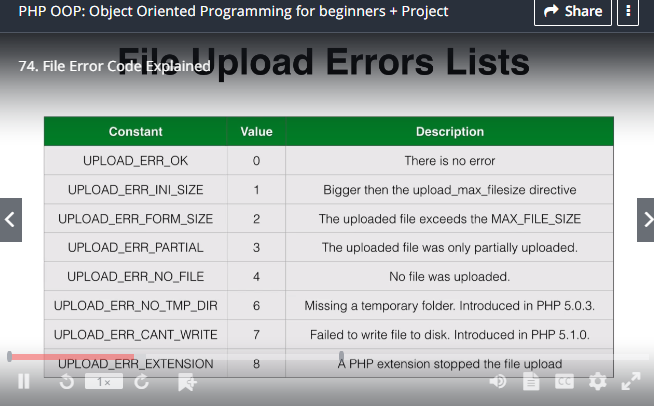 PHP OOP: Object Oriented Programming for beginners + Project
Share
File Upload Errors Lists
74. File Error Code Explained
Constant Value Description
UPLOAD_ERR_OK 0 There is no error
UPLOAD_ERR_INI_SIZE 1 Bigger then the upload_max_filesize directive
UPLOAD_ERR_FORM_SIZE 2 The uploaded file exceeds the MAX_FILE_SIZE
UPLOAD_ERR_PARTIAL 3 The uploaded file was only partially uploaded.
UPLOAD_ERR_NO_FILE 4 No file was uploaded.
UPLOAD_ERR_NO_TMP_DIR 6 Missing a temporary folder. Introduced in PHP 5.0.3.
UPLOAD_ERR_CANT_WRITE 7 Failed to write file to disk. Introduced in PHP 5.1.0.
UPLOAD_ERR_EXTENSION 8 A PHP extension stopped the file upload
1×
CC